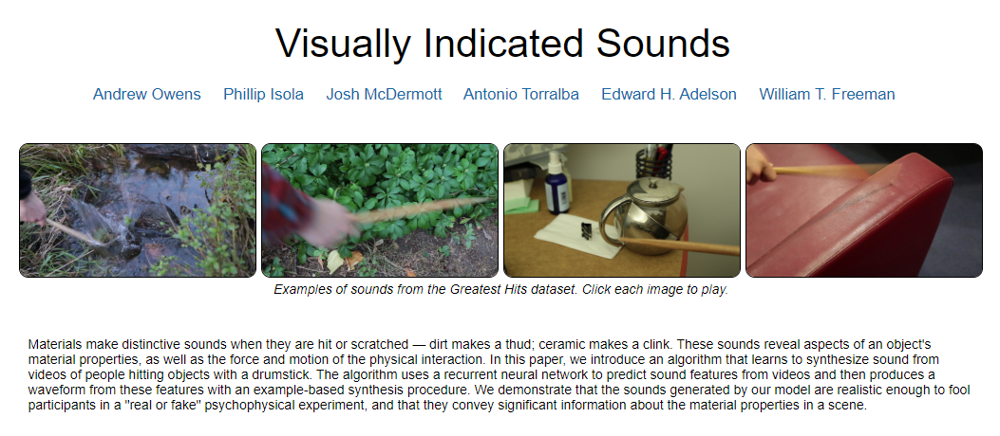 Visually Indicated Sounds
Andrew Owens Phillip Isola Josh McDermott Antonio Torralba Edward H. Adelson William T. Freeman
Examples of sounds from the Greatest Hits dataset. Click each image to play.
Materials make distinctive sounds when they are hit or scratched — dirt makes a thud; ceramic makes a clink. These sounds reveal aspects of an object's
material properties, as well as the force and motion of the physical interaction. In this paper, we introduce an algorithm that learns to synthesize sound from
videos of people hitting objects with a drumstick. The algorithm uses a recurrent neural network to predict sound features from videos and then produces a
waveform from these features with an example-based synthesis procedure. We demonstrate that the sounds generated by our model are realistic enough to fool
participants in a "real or fake" psychophysical experiment, and that they convey significant information about the material properties in a scene.